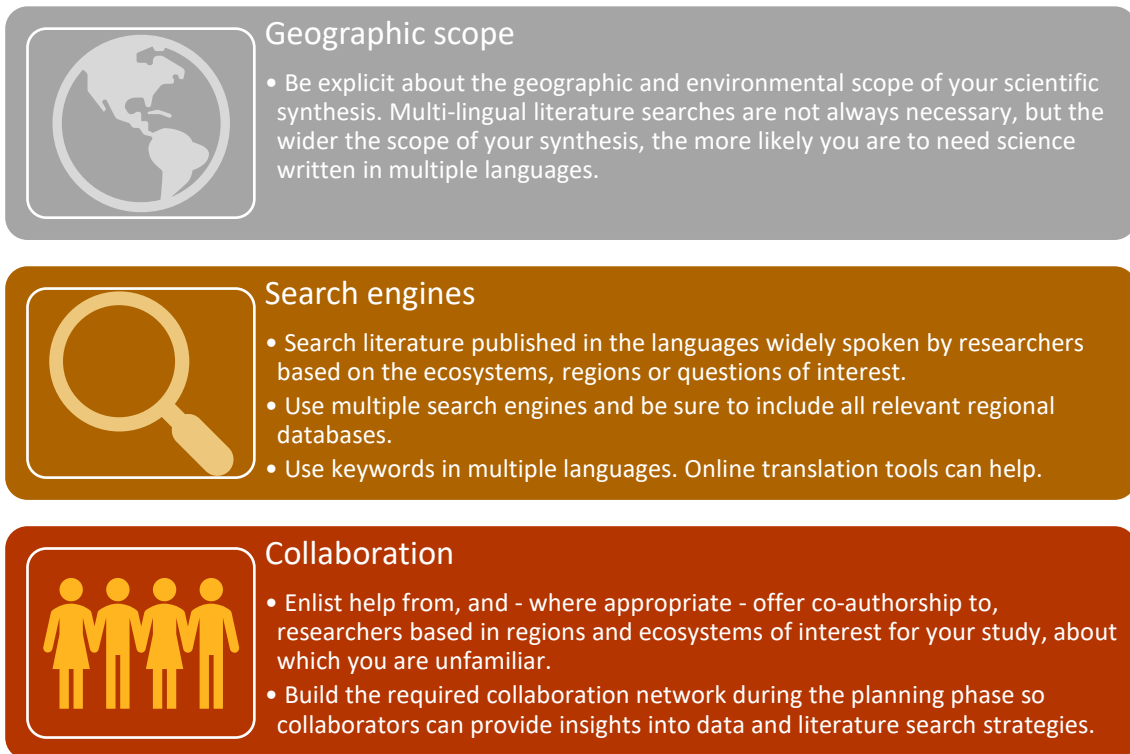 Geographic scope
• Be explicit about the geographic and environmental scope of your scientific
synthesis. Multi-lingual literature searches are not always necessary, but the
wider the scope of your synthesis, the more likely you are to need science
written in multiple languages.
Search engines
• Search literature published in the languages widely spoken by researchers
based on the ecosystems, regions or questions of interest.
• Use multiple search engines and be sure to include all relevant regional
databases.
• Use keywords in multiple languages. Online translation tools can help.
Collaboration
• Enlist help from, and - where appropriate - offer co-authorship to,
researchers based in regions and ecosystems of interest for your study, about
which you are unfamiliar.
• Build the required collaboration network during the planning phase so
collaborators can provide insights into data and literature search strategies.